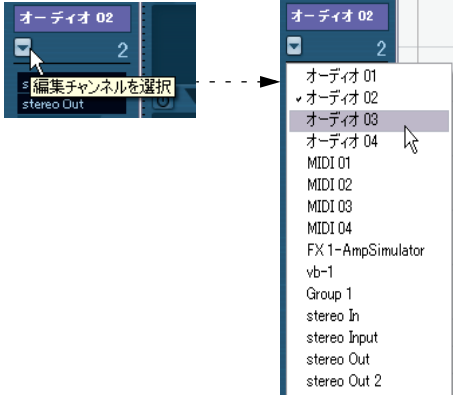 オーディオ 02
2
編集チャンネルを選択
stereo Out
オーディオ 02
2
オーディオ 01
✓オーディオ 02
オーディオ 03
オーディオ 04
MIDI 01
MIDI 02
MIDI 03
MIDI 04
FX 1-AmpSimulator
vb-1
Group 1
stereo In
stereo Input
stereo Out
stereo Out 2